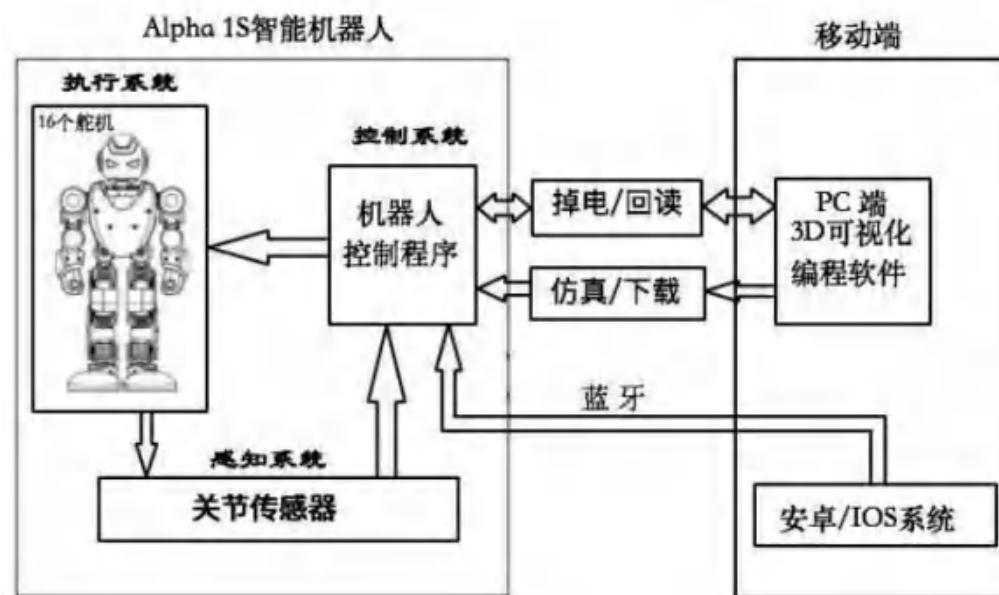 Alpha 1S智能机器人
移动端
执行系统
16个舵机
控制系统
机器人
控制程序
掉电/回读
仿真/下载
PC 端
3D可视化
编程软件
蓝 牙
感知系统
关节传感器
安卓/IOS系统